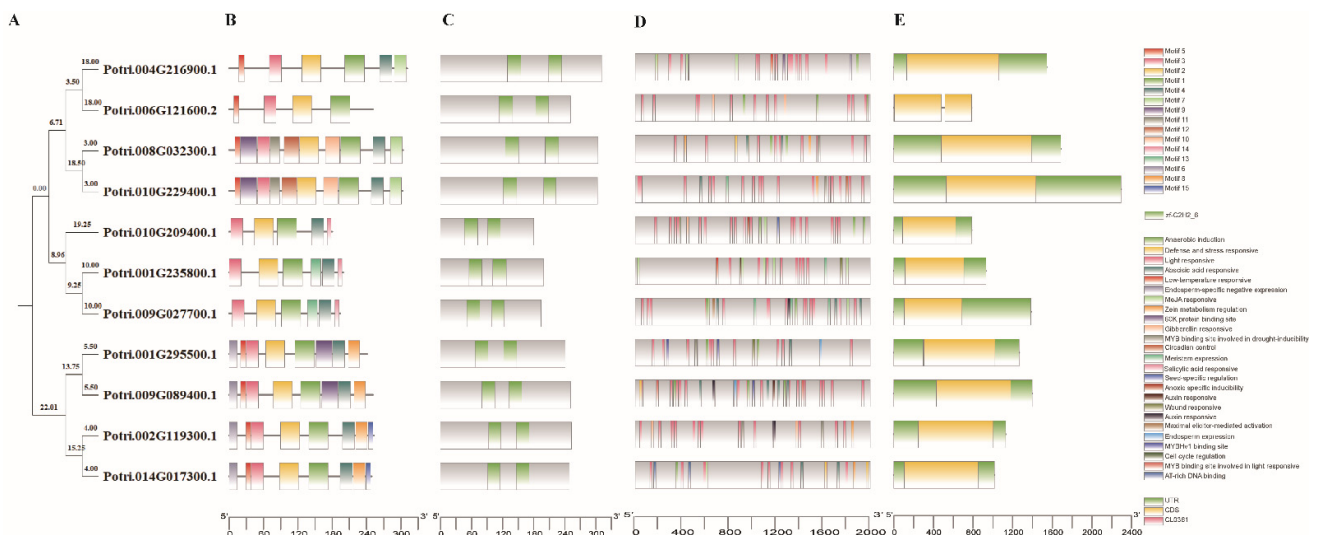 A
B
C
D
E
18.00
Potri.004G216900.1
3.50
18.00
Potri.006G121600.2
6.71
3.00
Potri.008G032300.1
18.50
3.00
Potri.010G229400.1
0.00
19.25
Potri.010G209400.1
8.96
10.00
Potri.001G235800.1
9.25
10.00
Potri.009G027700.1
5.50
Potri.001G295500.1
13.75
5.50
Potri.009G089400.1
22.01
4.00
Potri.002G119300.1
15.25
4.00
Potri.014G017300.1
5' 3'
0 60 120 180 240 300
5' 3'
0 60 120 180 240 300
5' 3'
0 400 800 1200 1600 2000
5' 3'
0 400 800 1200 1600 2000 2400
Motif 5
Motif 3
Motif 2
Motif 1
Motif 4
Motif 7
Motif 9
Motif 11
Motif 12
Motif 10
Motif 14
Motif 13
Motif 6
Motif 8
Motif 15
zf-C2H2_6
Anaerobic induction
Defense and stress responsive
Light responsive
Abscisic acid responsive
Low-temperature responsive
Endosperm-specific negative expression
MeJA responsive
Zein metabolism regulation
60K protein binding site
Gibberellin responsive
MYB binding site involved in drought-inducibility
Circadian control
Meristem expression
Salicylic acid responsive
Seed-specific regulation
Anoxic specific inducibility
Auxin responsive
Wound responsive
Auxin responsive
Maximal elicitor-mediated activation
Endosperm expression
MYBHv1 binding site
Cell cycle regulation
MYB binding site involved in light responsive
AT-rich DNA binding
UTR
CDS
CL0361